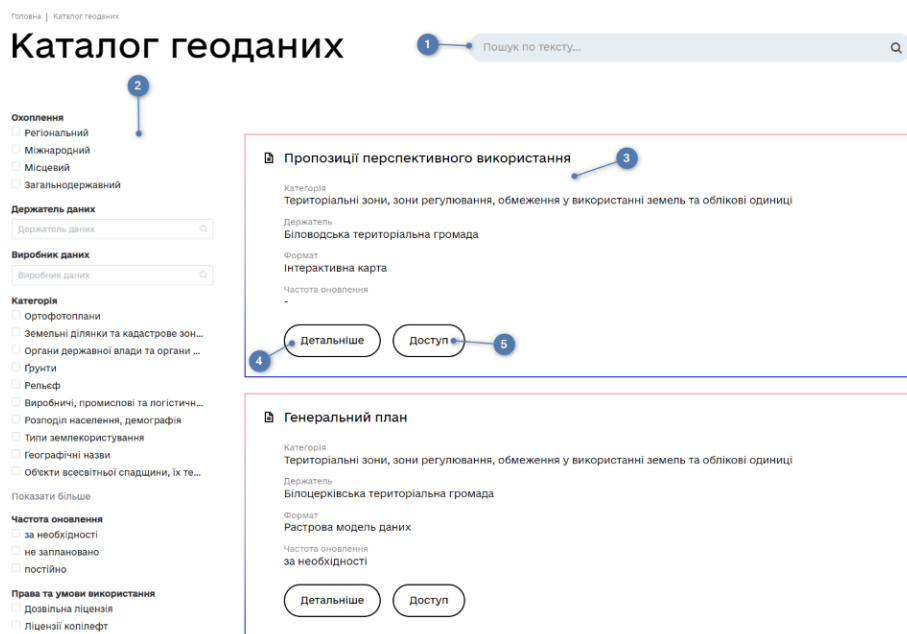 Головна | Каталог геоданих
Каталог геоданих
1
Пошук по тексту...
2
Охоплення
Регіональний
Міжнародний
Місцевий
Загальнодержавний
Держатель даних
Держатель даних
Виробник даних
Виробник даних
Категорія
Ортофотоплани
Земельні ділянки та кадастрове зон...
Органи державної влади та органи ...
Ґрунти
Рельєф
Виробничі, промислові та логістичн...
Розподіл населення, демографія
Типи землекористування
Географічні назви
Об'єкти всесвітньої спадщини, їх те...
Показати більше
Частота оновлення
за необхідності
не заплановано
постійно
Права та умови використання
Дозвільна ліцензія
Ліцензії копілефт
Пропозиції перспективного використання
3
Категорія
Територіальні зони, зони регулювання, обмеження у використанні земель та облікові одиниці
Держатель
Біловодська територіальна громада
Формат
Інтерактивна карта
Частота оновлення
-
Детальніше
Доступ
4
5
Генеральний план
Категорія
Територіальні зони, зони регулювання, обмеження у використанні земель та облікові одиниці
Держатель
Білоцерківська територіальна громада
Формат
Растрова модель даних
Частота оновлення
за необхідності
Детальніше
Доступ